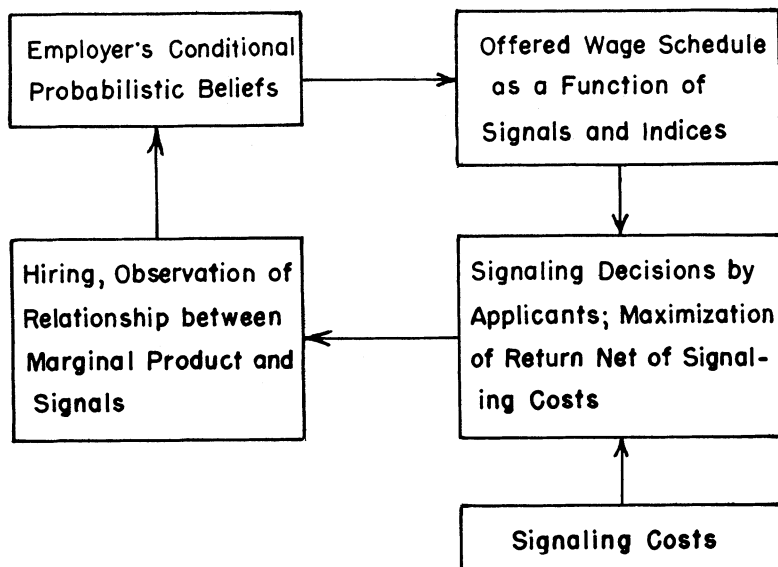 Employer's Conditional
Probabilistic Beliefs
Offered Wage Schedule
as a Function of
Signals and Indices
Signaling Decisions by
Applicants; Maximization
of Return Net of Signal-
ing Costs
Hiring, Observation of
Relationship between
Marginal Product and
Signals
Signaling Costs